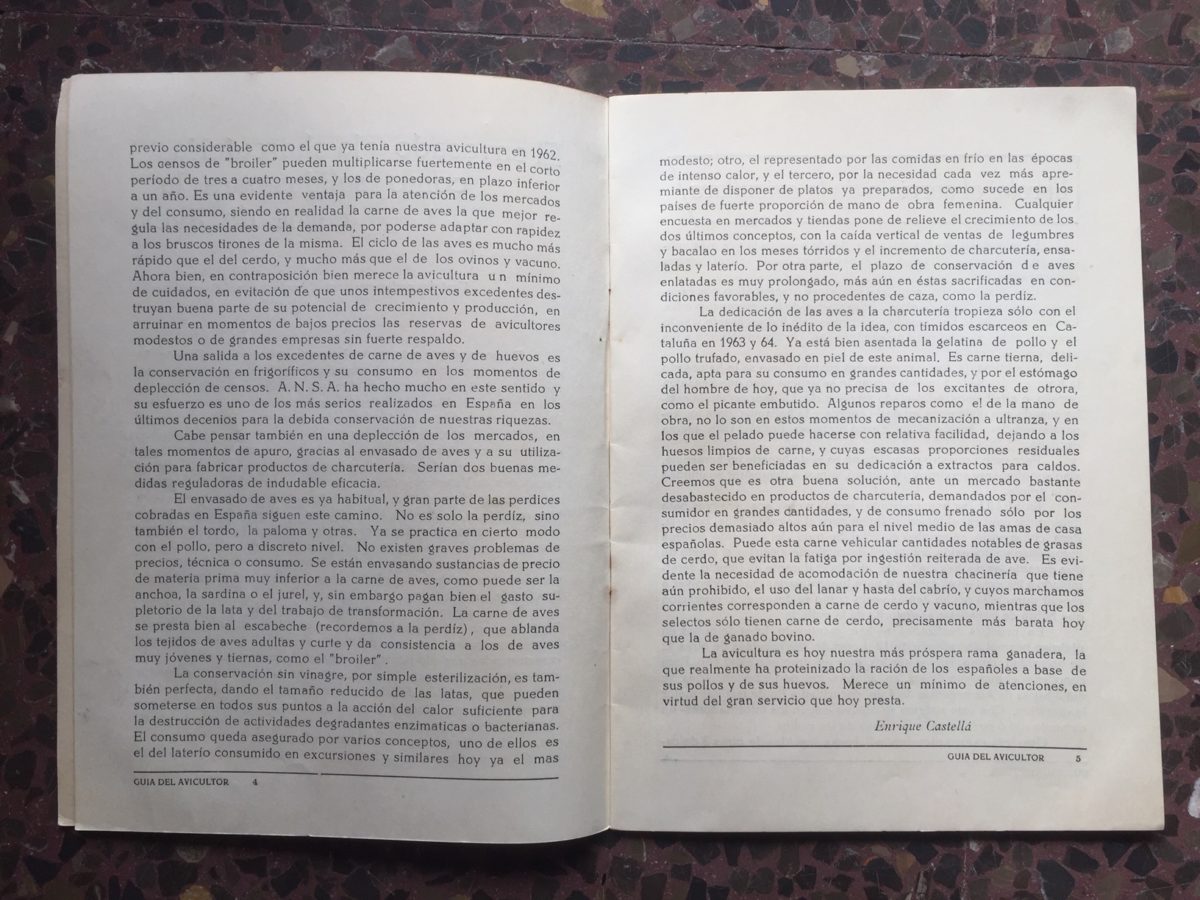 previo considerable como el que ya tenía nuestra avicultura en 1962.
Los censos de "broiler" pueden multiplicarse fuertemente en el corto
período de tres a cuatro meses, y los de ponedoras, en plazo inferior
a un año. Es una evidente ventaja para la atención de los mercados
y del consumo, siendo en realidad la carne de aves la que mejor re-
gula las necesidades de la demanda, por poderse adaptar con rapidez
a los bruscos tirones de la misma. El ciclo de las aves es mucho más
rápido que el del cerdo, y mucho más que el de los ovinos y vacuno.
Ahora bien, en contraposición bien merece la avicultura un mínimo
de cuidados, en evitación de que unos intempestivos excedentes des-
truyan buena parte de su potencial de crecimiento y producción, en
arruinar en momentos de bajos precios las reservas de avicultores
modestos o de grandes empresas sin fuerte respaldo.
Una salida a los excedentes de carne de aves y de huevos es
la conservación en frigoríficos y su consumo en los momentos de
deplección de censos. A.N.S.A. ha hecho mucho en este sentido y
su esfuerzo es uno de los más serios realizados en España en los
últimos decenios para la debida conservación de nuestras riquezas.
Cabe pensar también en una deplección de los mercados, en
tales momentos de apuro, gracias al envasado de aves y a su utiliza-
ción para fabricar productos de charcutería. Serían dos buenas me-
didas reguladoras de indudable eficacia.
El envasado de aves es ya habitual, y gran parte de las perdices
cobradas en España siguen este camino. No es solo la perdíz, sino
también el tordo, la paloma y otras. Ya se practica en cierto modo
con el pollo, pero a discreto nivel. No existen graves problemas de
precios, técnica o consumo. Se están envasando sustancias de precio
de materia prima muy inferior a la carne de aves, como puede ser la
anchoa, la sardina o el jurel, y, sin embargo pagan bien el gasto su-
pletorio de la lata y del trabajo de transformación. La carne de aves
se presta bien al escabeche (recordemos a la perdíz), que ablanda
los tejidos de aves adultas y curte y da consistencia a los de aves
muy jóvenes y tiernas, como el "broiler".
La conservación sin vinagre, por simple esterilización, es tam-
bién perfecta, dando el tamaño reducido de las latas, que pueden
someterse en todos sus puntos a la acción del calor suficiente para
la destrucción de actividades degradantes enzimaticas o bacterianas.
El consumo queda asegurado por varios conceptos, uno de ellos es
el del laterío consumido en excursiones y similares hoy ya el mas
GUIA DEL AVICULTOR 4
modesto; otro, el representado por las comidas en frío en las épocas
de intenso calor, y el tercero, por la necesidad cada vez más apre-
miante de disponer de platos ya preparados, como sucede en los
países de fuerte proporción de mano de obra femenina. Cualquier
encuesta en mercados y tiendas pone de relieve el crecimiento de los
dos últimos conceptos, con la caída vertical de ventas de legumbres
y bacalao en los meses tórridos y el incremento de charcutería, ensa-
ladas y laterío. Por otra parte, el plazo de conservación de aves
enlatadas es muy prolongado, más aún en éstas sacrificadas en con-
diciones favorables, y no procedentes de caza, como la perdíz.
La dedicación de las aves a la charcutería tropieza sólo con el
inconveniente de lo inédito de la idea, con tímidos escarceos en Ca-
taluña en 1963 y 64. Ya está bien asentada la gelatina de pollo y el
pollo trufado, envasado en piel de este animal. Es carne tierna, deli-
cada, apta para su consumo en grandes cantidades, y por el estómago
del hombre de hoy, que ya no precisa de los excitantes de otrora,
como el picante embutido. Algunos reparos como el de la mano de
obra, no lo son en estos momentos de mecanización a ultranza, y en
los que el pelado puede hacerse con relativa facilidad, dejando a los
huesos limpios de carne, y cuyas escasas proporciones residuales
pueden ser beneficiadas en su dedicación a extractos para caldos.
Creemos que es otra buena solución, ante un mercado bastante
desabastecido en productos de charcutería, demandados por el con-
sumidor en grandes cantidades, y de consumo frenado sólo por los
precios demasiado altos aún para el nivel medio de las amas de casa
españolas. Puede esta carne vehicular cantidades notables de grasas
de cerdo, que evitan la fatiga por ingestión reiterada de ave. Es evi-
dente la necesidad de acomodación de nuestra chacinería que tiene
aún prohibido, el uso del lanar y hasta del cabrío, y cuyos marchamos
corrientes corresponden a carne de cerdo y vacuno, mientras que los
selectos sólo tienen carne de cerdo, precisamente más barata hoy
que la de ganado bovino.
La avicultura es hoy nuestra más próspera rama ganadera, la
que realmente ha proteinizado la ración de los españoles a base de
sus pollos y de sus huevos. Merece un mínimo de atenciones, en
virtud del gran servicio que hoy presta.
Enrique Castellá
GUIA DEL AVICULTOR 5